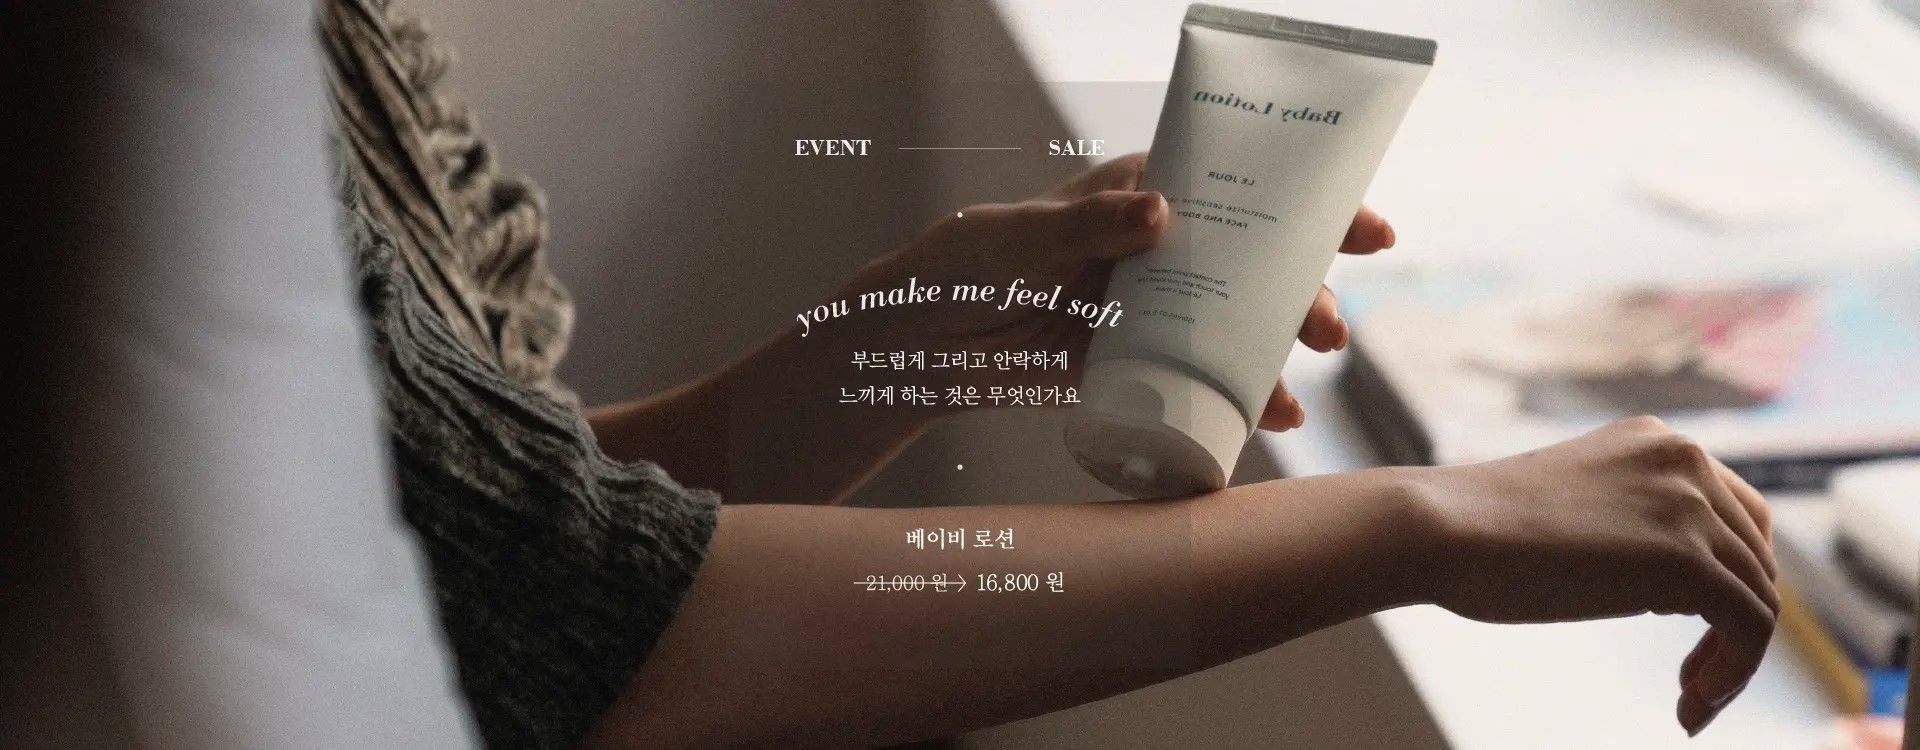 EVENT SALE
you make me feel soft
부드럽게 그리고 안락하게
느끼게 하는 것은 무엇인가요
베이비 로션
21,000 원 → 16,800 원
Baby Lotion
LE JOUR
moisturize sensitive
FACE AND BODY